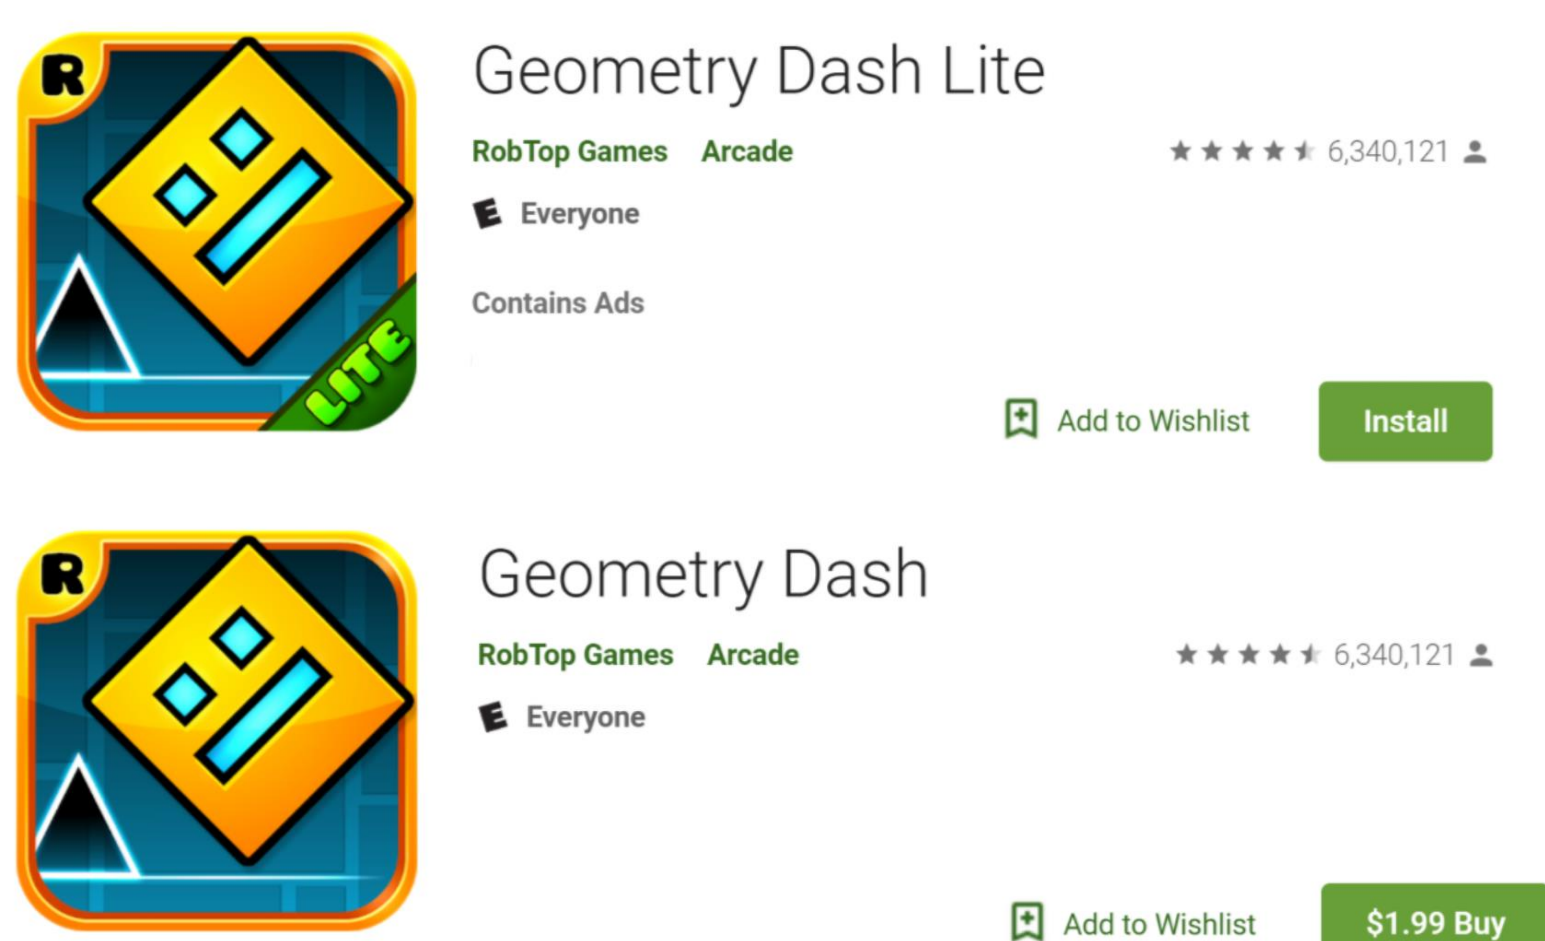 R
Geometry Dash Lite
RobTop Games Arcade 6,340,121
E Everyone
Contains Ads
LITE
Add to Wishlist Install
R
Geometry Dash
RobTop Games Arcade 6,340,121
E Everyone
Add to Wishlist $1.99 Buy